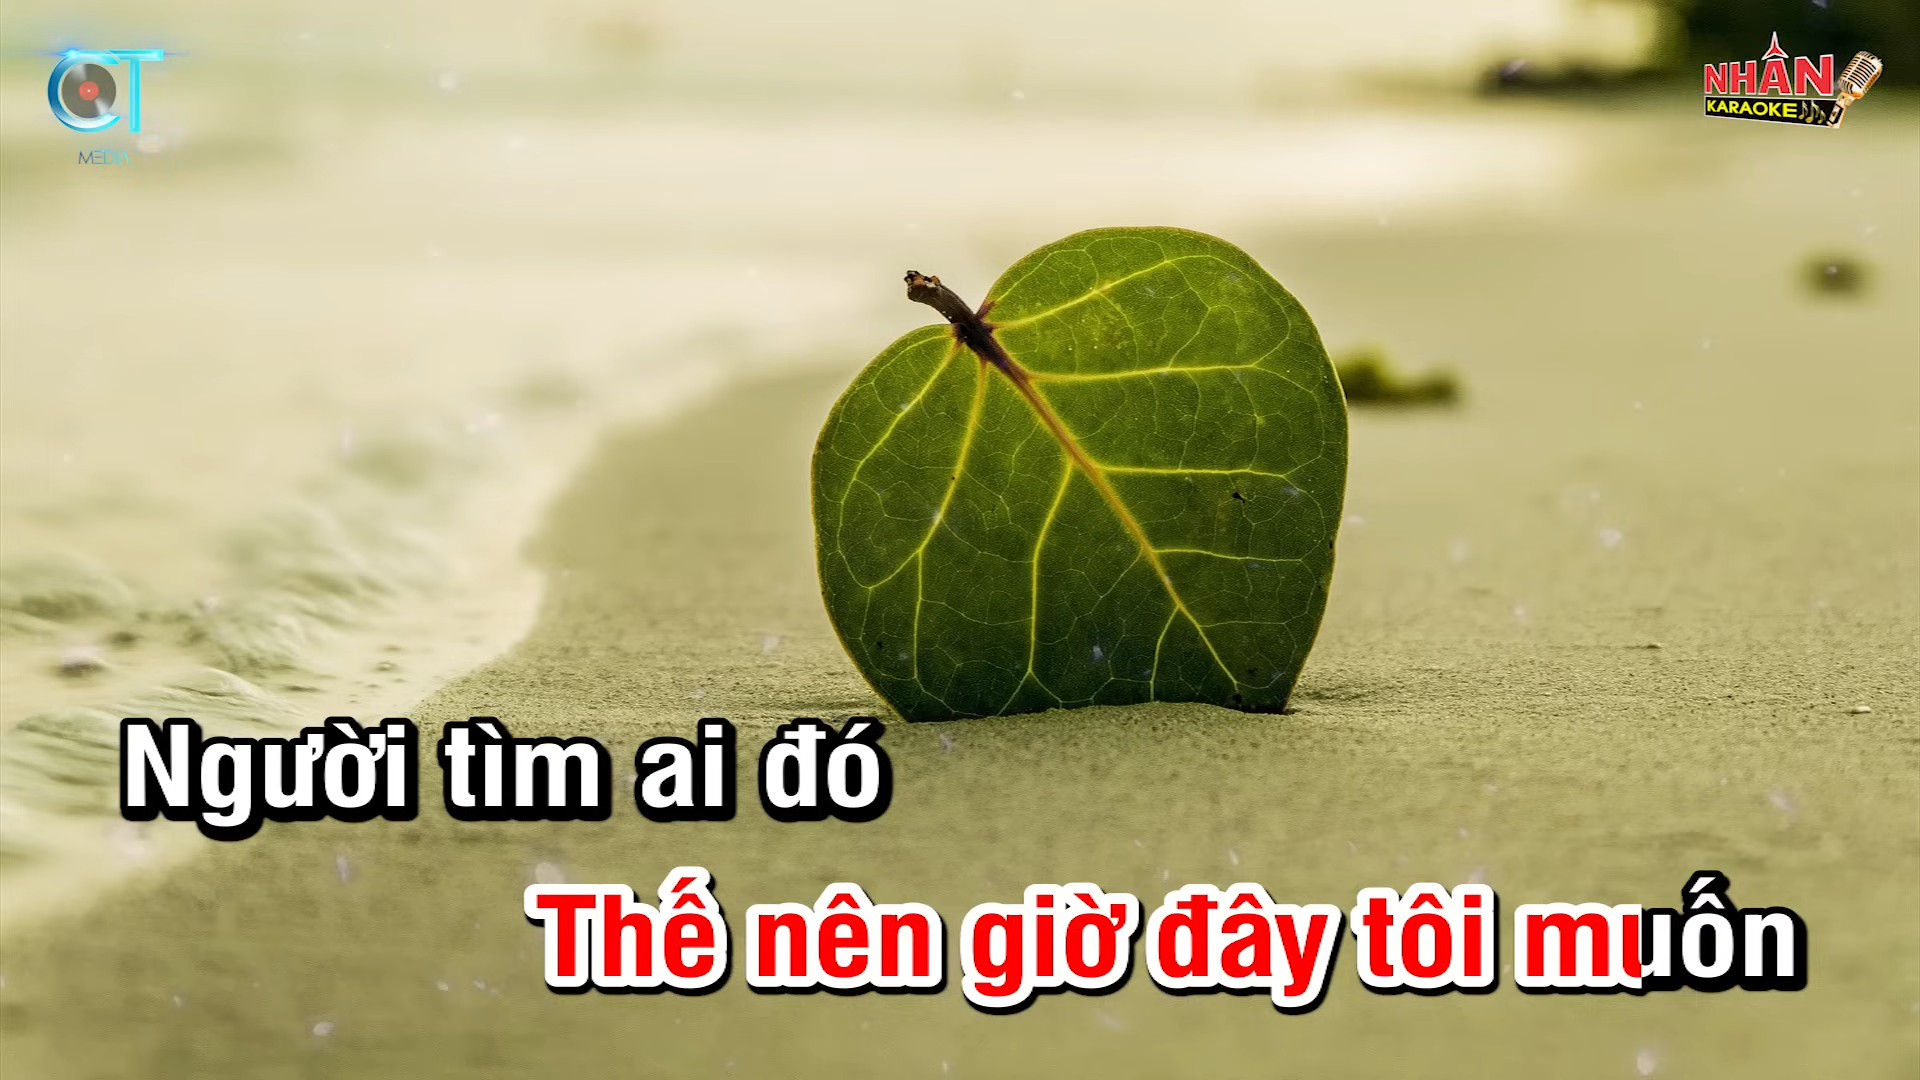 CT
MEDIA
NHÂN
KARAOKE
Người tìm ai đó
Thế nên giờ đây tôi muốn